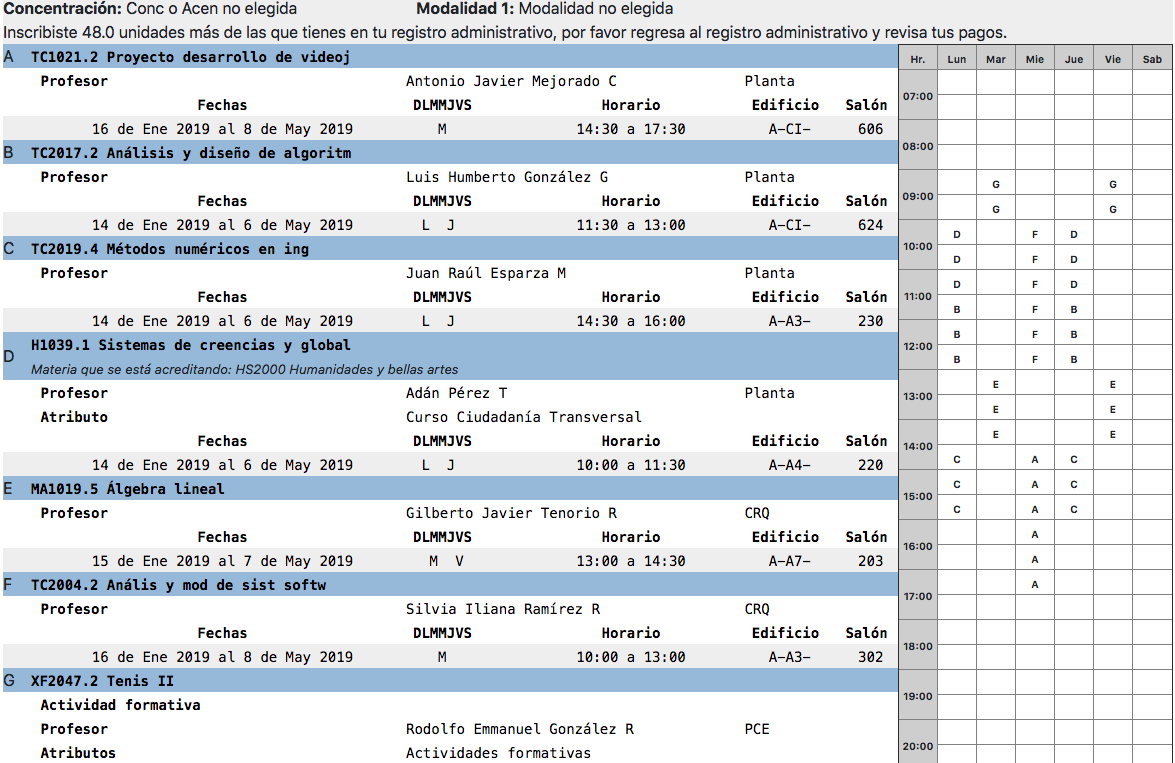 Concentración: Conc o Acen no elegida Modalidad 1: Modalidad no elegida
Inscribiste 48.0 unidades más de las que tienes en tu registro administrativo, por favor regresa al registro administrativo y revisa tus pagos.
A TC1021.2 Proyecto desarrollo de videoj
Profesor Antonio Javier Mejorado C Planta
Fechas DLMMJVS Horario Edificio Salón
16 de Ene 2019 al 8 de May 2019 M 14:30 a 17:30 A-CI- 606
B TC2017.2 Análisis y diseño de algoritm
Profesor Luis Humberto González G Planta
Fechas DLMMJVS Horario Edificio Salón
14 de Ene 2019 al 6 de May 2019 L J 11:30 a 13:00 A-CI- 624
C TC2019.4 Métodos numéricos en ing
Profesor Juan Raúl Esparza M Planta
Fechas DLMMJVS Horario Edificio Salón
14 de Ene 2019 al 6 de May 2019 L J 14:30 a 16:00 A-A3- 230
D H1039.1 Sistemas de creencias y global
Materia que se está acreditando: HS2000 Humanidades y bellas artes
Profesor Adán Pérez T Planta
Atributo Curso Ciudadanía Transversal
Fechas DLMMJVS Horario Edificio Salón
14 de Ene 2019 al 6 de May 2019 L J 10:00 a 11:30 A-A4- 220
E MA1019.5 Álgebra lineal
Profesor Gilberto Javier Tenorio R CRQ
Fechas DLMMJVS Horario Edificio Salón
15 de Ene 2019 al 7 de May 2019 M V 13:00 a 14:30 A-A7- 203
F TC2004.2 Anális y mod de sist softw
Profesor Silvia Iliana Ramírez R CRQ
Fechas DLMMJVS Horario Edificio Salón
16 de Ene 2019 al 8 de May 2019 M 10:00 a 13:00 A-A3- 302
G XF2047.2 Tenis II
Actividad formativa
Profesor Rodolfo Emmanuel González R PCE
Atributos Actividades formativas
Hr. Lun Mar Mie Jue Vie Sab
07:00
08:00
G G
09:00
G G
D F D
10:00
D F D
D F D
11:00
B F B
B F B
12:00
B F B
E E
13:00
E E
E E
14:00
C A C
C A C
15:00
C A C
A
16:00
A
A
17:00
18:00
19:00
20:00